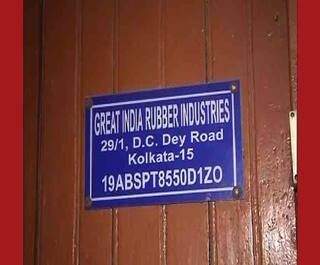 GREAT INDIA RUBBER INDUSTRIES
29/1, D.C. Dey Road
Kolkata-15
19ABSPT8550D1ZO